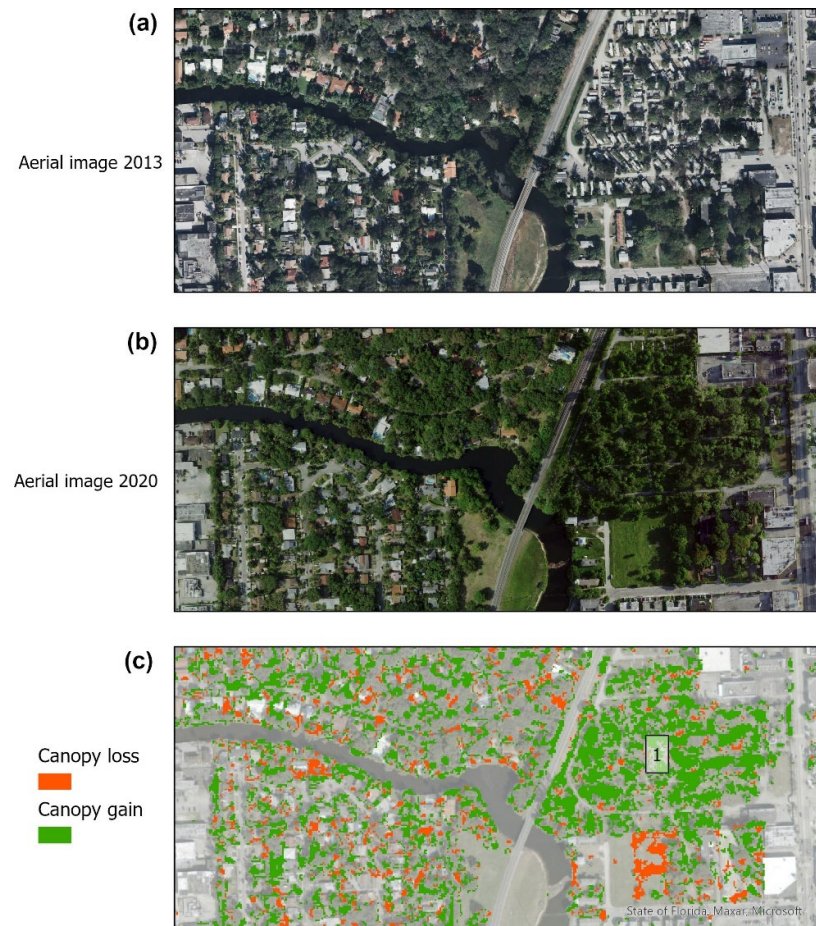 (a)
Aerial image 2013
(b)
Aerial image 2020
(c)
Canopy loss
Canopy gain
1
State of Florida, Maxar, Microsoft